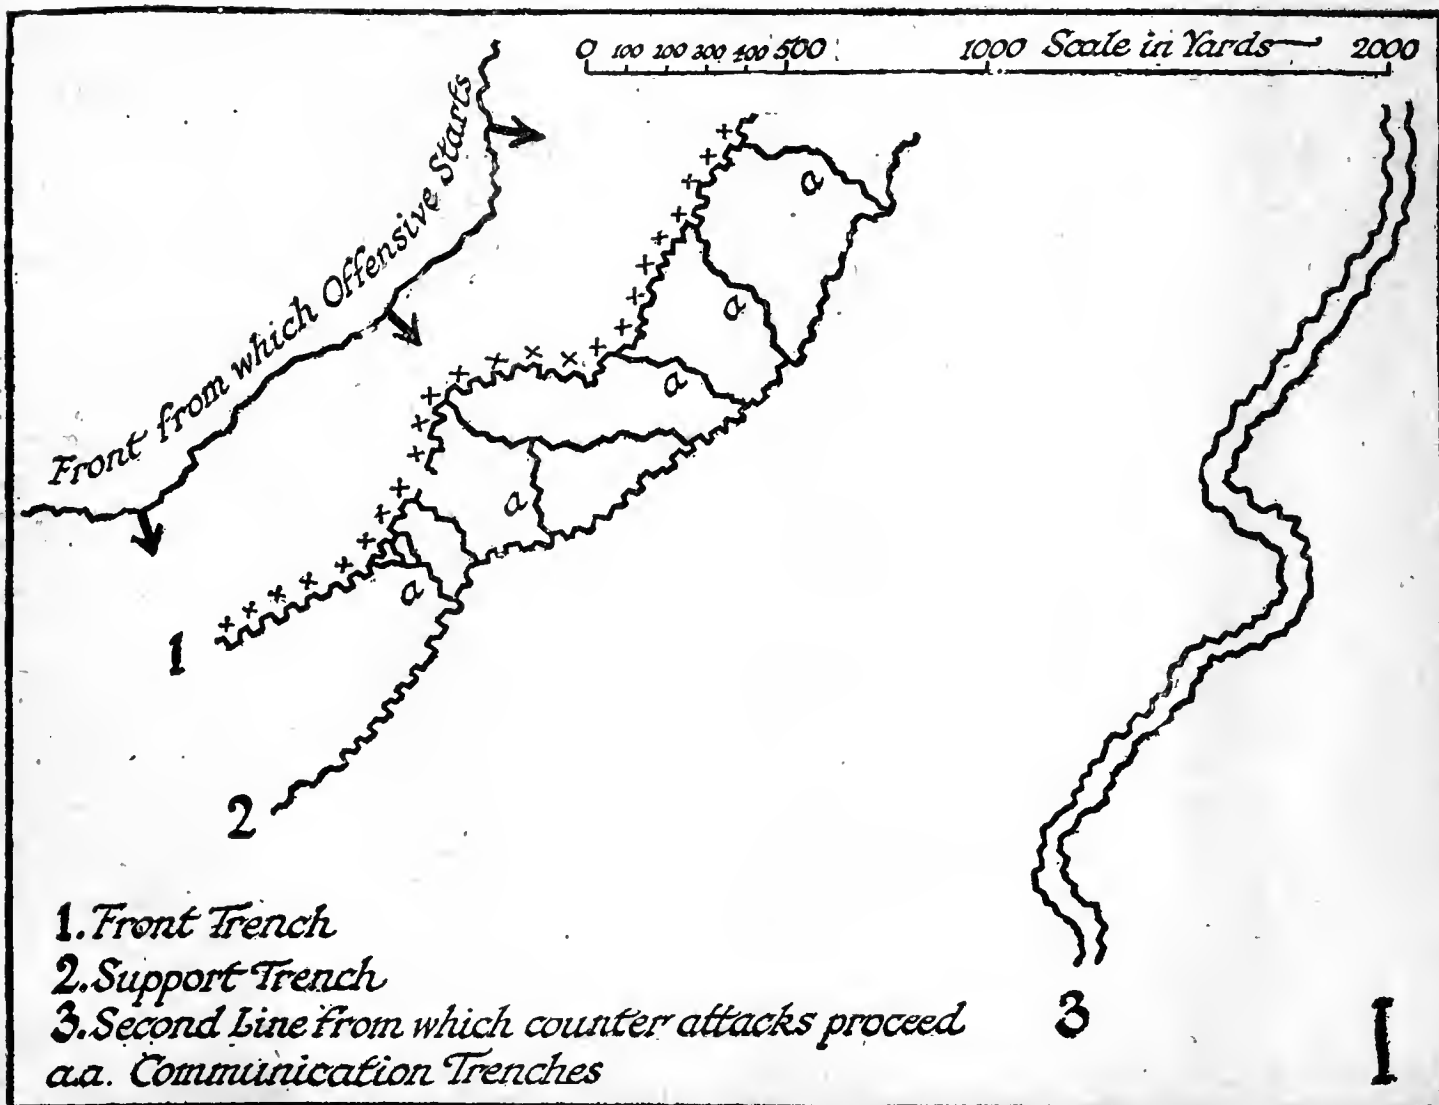 0 100 200 300 400 500 1000 Scale in Yards 2000
Front from which Offensive Starts
a
a
a
a
a
1
2
3
1. Front Trench
2. Support Trench
3. Second Line from which counter attacks proceed
a.a. Communication Trenches
I